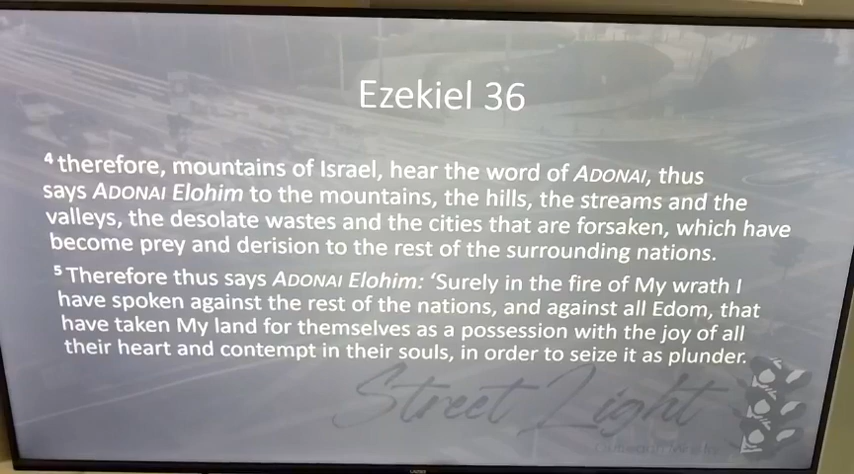 Ezekiel 36
4 therefore, mountains of Israel, hear the word of ADONAI, thus
says ADONAI Elohim to the mountains, the hills, the streams and the
valleys, the desolate wastes and the cities that are forsaken, which have
become prey and derision to the rest of the surrounding nations.
5 Therefore thus says ADONAI Elohim: ‘Surely in the fire of My wrath I
have spoken against the rest of the nations, and against all Edom, that
have taken My land for themselves as a possession with the joy of all
their heart and contempt in their souls, in order to seize it as plunder.
Street Light